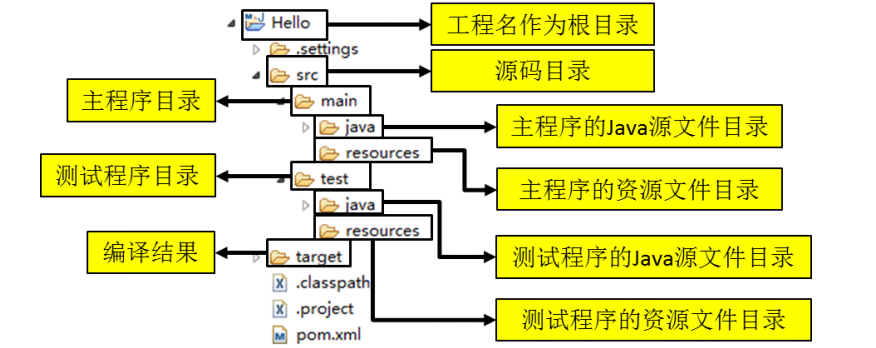 Hello
工程名作为根目录
.settings
src
源码目录
主程序目录
main
java
主程序的Java源文件目录
resources
主程序的资源文件目录
测试程序目录
test
java
测试程序的Java源文件目录
resources
测试程序的资源文件目录
编译结果
target
.classpath
.project
pom.xml